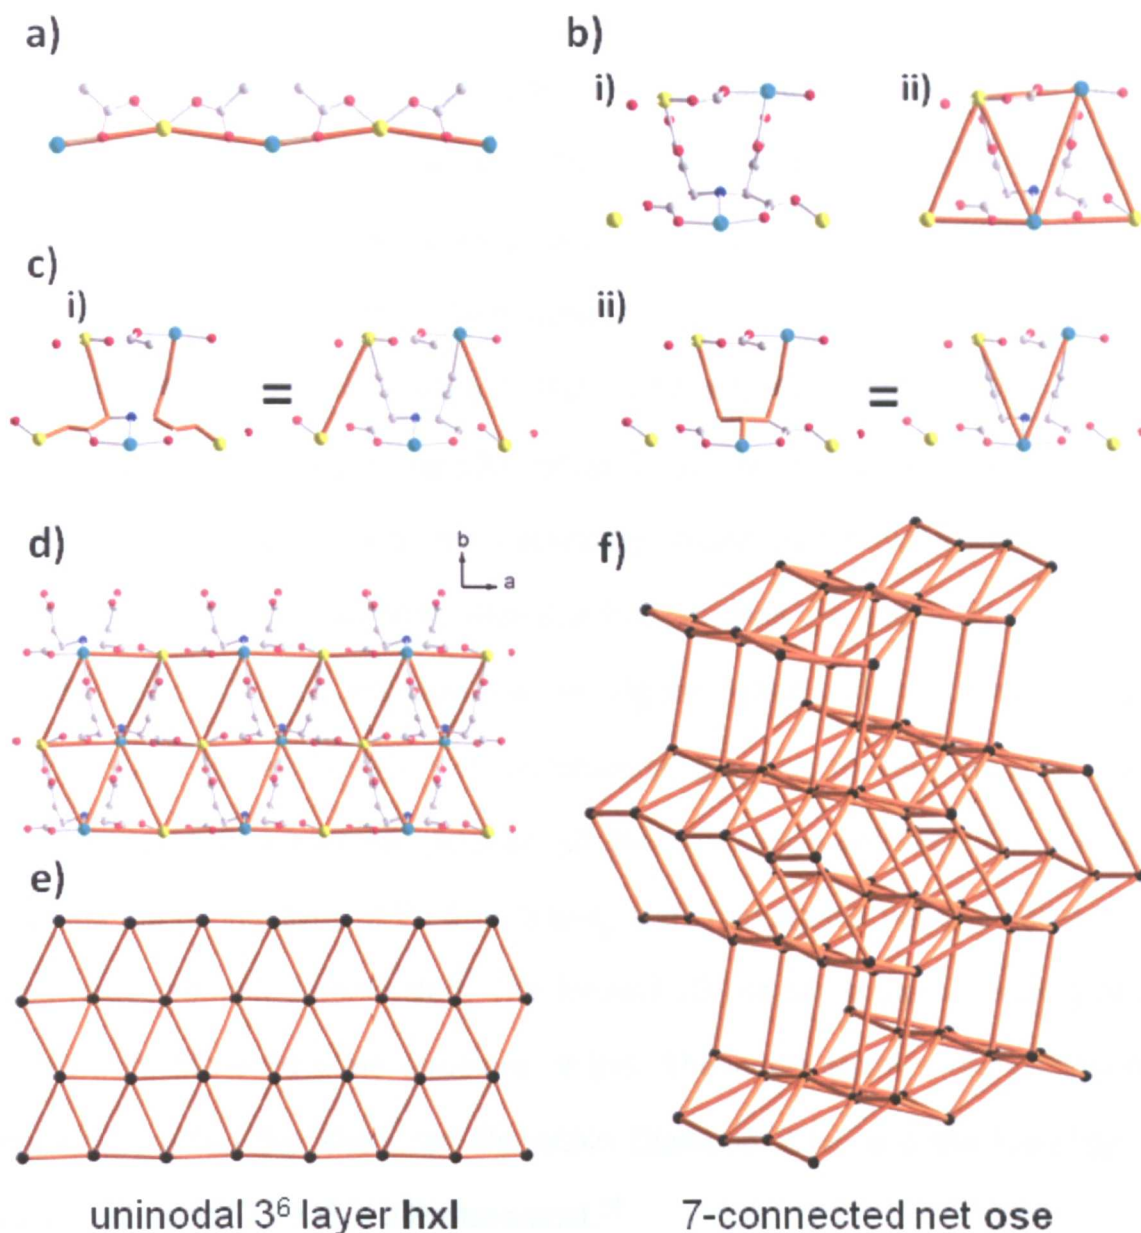 a)
b)
i)
ii)
c)
i)
=
ii)
=
d)
b
a
f)
e)
uninodal 3⁶ layer hxl
7-connected net ose